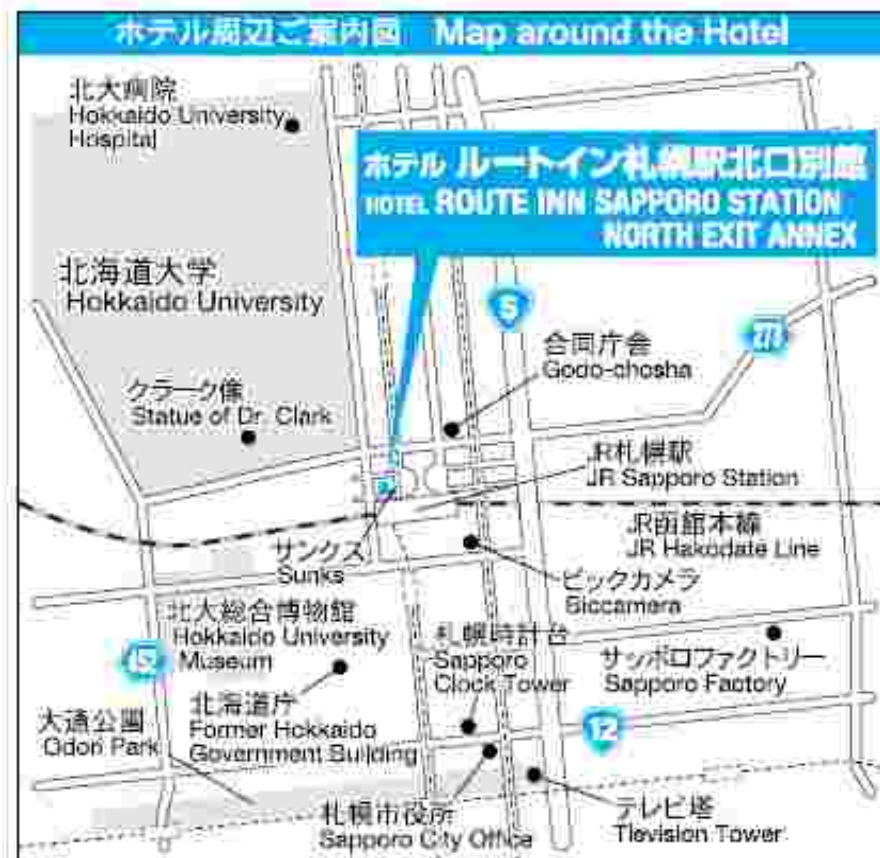 ホテル周辺ご案内図 Map around the Hotel
北大病院
Hokkaido University
Hospital
ホテル ルートイン札幌駅北口別館
HOTEL ROUTE INN SAPPORO STATION
NORTH EXIT ANNEX
北海道大学
Hokkaido University
5
273
合同庁舎
Godo-chosha
クラーク像
Statue of Dr. Clark
JR札幌駅
JR Sapporo Station
JR函館本線
JR Hakodate Line
サンクス
Sunks
ビックカメラ
Biccamera
北大総合博物館
Hokkaido University
Museum
札幌時計台
Sapporo
Clock Tower
サッポロファクトリー
Sapporo Factory
北海道庁
Former Hokkaido
Government Building
大通公園
Odori Park
12
札幌市役所
Sapporo City Office
テレビ塔
Tlevision Tower